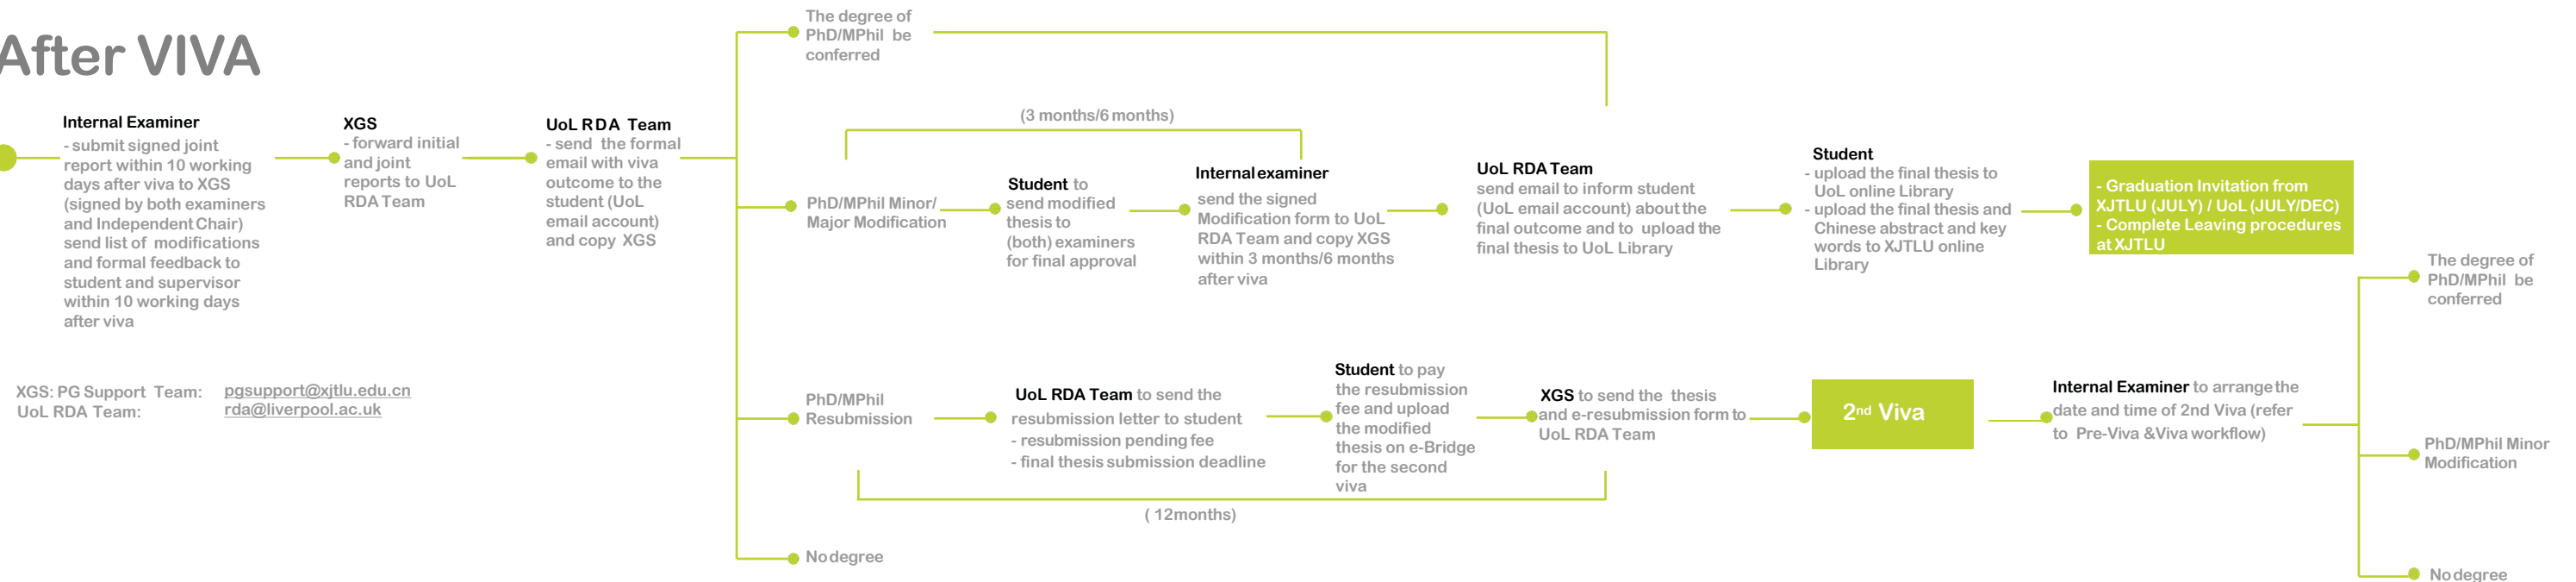 After VIVA
Internal Examiner
- submit signed joint
report within 10 working
days after viva to XGS
(signed by both examiners
and Independent Chair)
send list of modifications
and formal feedback to
student and supervisor
within 10 working days
after viva
XGS
- forward initial
and joint
reports to UoL
RDA Team
UoL RDA Team
- send the formal
email with viva
outcome to the
student (UoL
email account)
and copy XGS
The degree of
PhD/MPhil be
conferred
(3 months/6 months)
PhD/MPhil Minor/
Major Modification
Student to
send modified
thesis to
(both) examiners
for final approval
Internal examiner
send the signed
Modification form to UoL
RDA Team and copy XGS
within 3 months/6 months
after viva
UoL RDA Team
send email to inform student
(UoL email account) about the
final outcome and to upload the
final thesis to UoL Library
Student
- upload the final thesis to
UoL online Library
- upload the final thesis and
Chinese abstract and key
words to XJTLU online
Library
- Graduation Invitation from
XJTLU (JULY) / UoL (JULY/DEC)
- Complete Leaving procedures
at XJTLU
PhD/MPhil
Resubmission
UoL RDA Team to send the
resubmission letter to student
- resubmission pending fee
- final thesis submission deadline
Student to pay
the resubmission
fee and upload
the modified
thesis on e-Bridge
for the second
viva
XGS to send the thesis
and e-resubmission form to
UoL RDA Team
2nd Viva
Internal Examiner to arrange the
date and time of 2nd Viva (refer
to Pre-Viva &Viva workflow)
The degree of
PhD/MPhil be
conferred
PhD/MPhil Minor
Modification
No degree
( 12months)
No degree
XGS: PG Support Team: pgsupport@xjtlu.edu.cn
UoL RDA Team: rda@liverpool.ac.uk